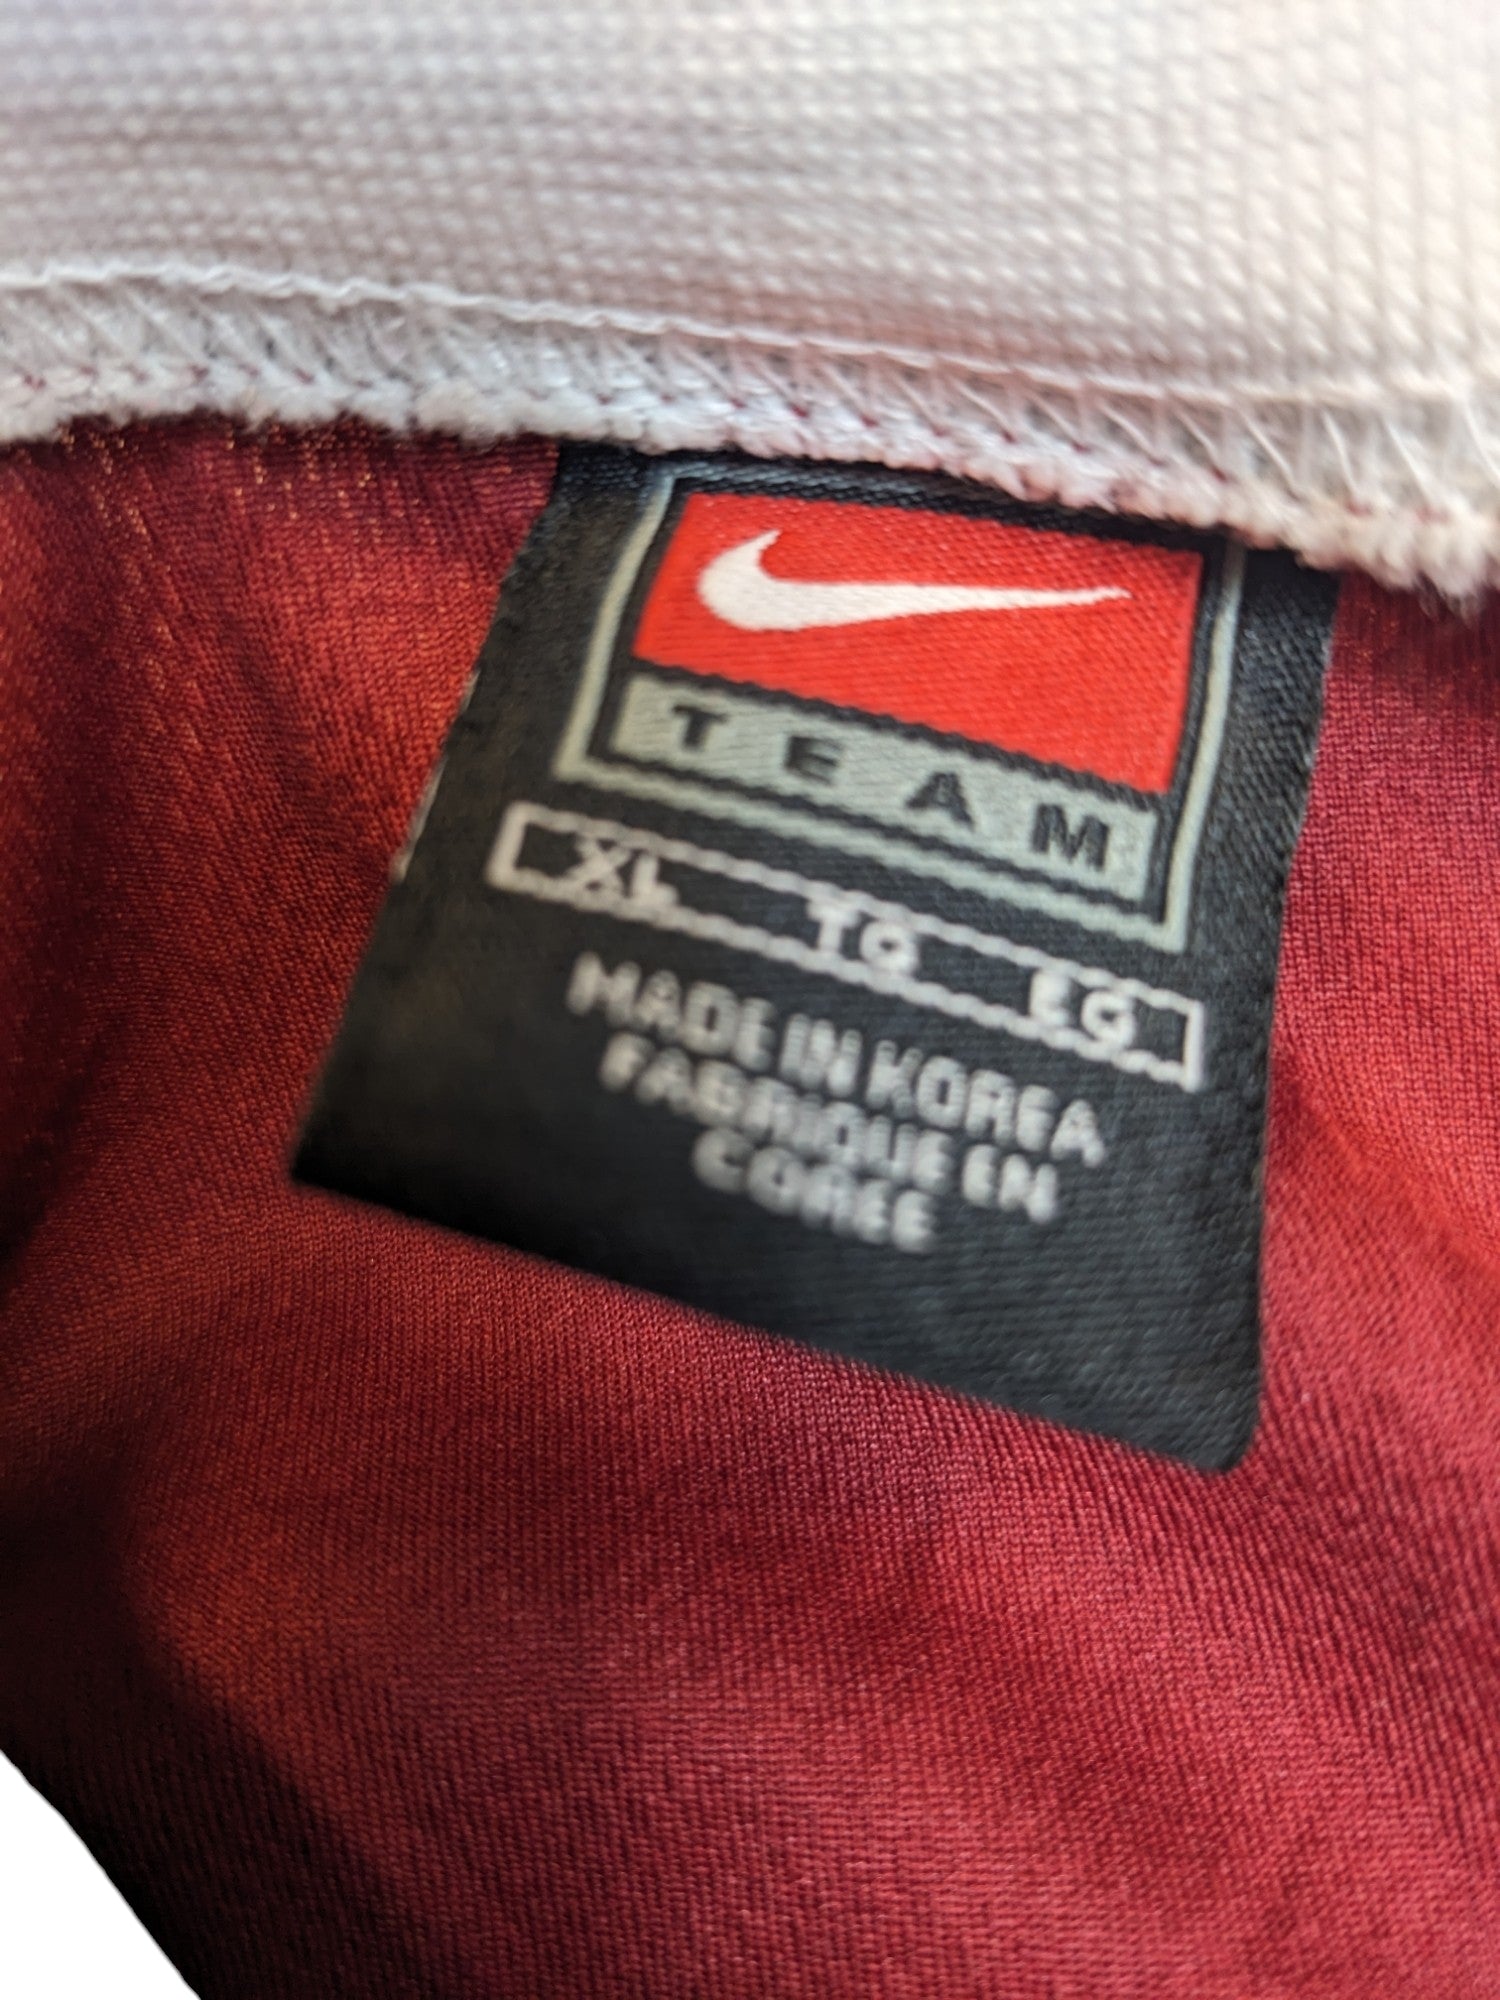 TEAM
XL TG EG
MADE IN KOREA
FABRIQUE EN
COREE